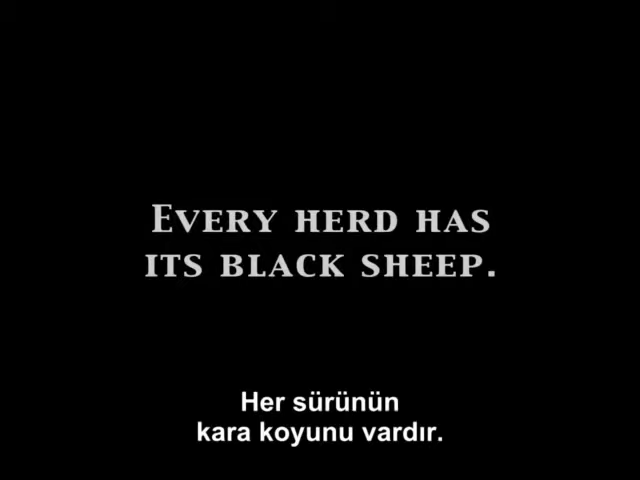 Every herd has
its black sheep.
Her sürünün
kara koyunu vardır.